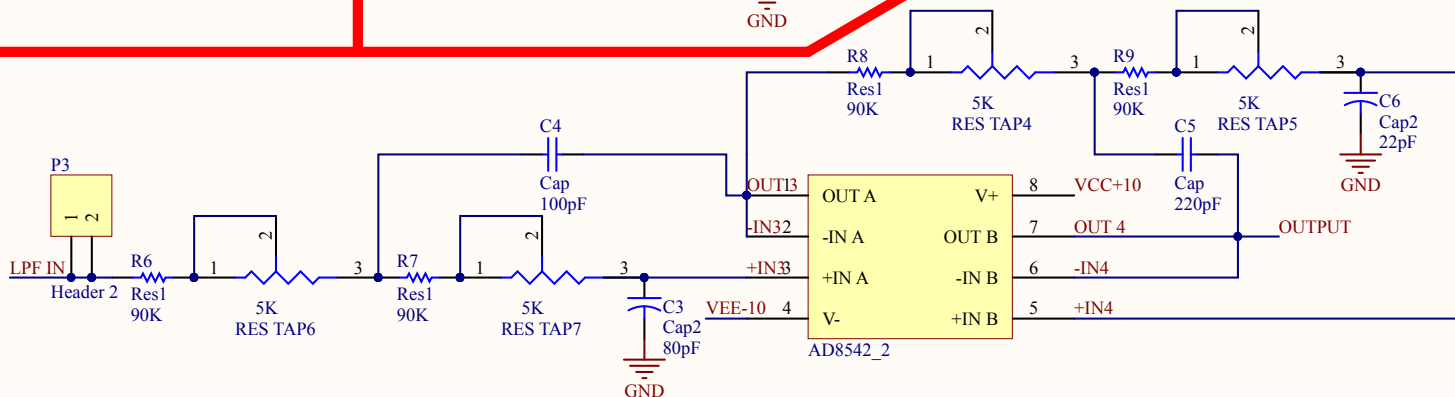 GND
R8
Res1
90K
1
2
3
5K
RES TAP4
R9
Res1
90K
1
2
3
5K
RES TAP5
C6
Cap2
22pF
GND
C4
Cap
100pF
C5
Cap
220pF
P3
1
2
Header 2
LPF IN
R6
Res1
90K
1
2
3
5K
RES TAP6
R7
Res1
90K
1
2
3
5K
RES TAP7
C3
Cap2
80pF
GND
OUT 3
1
OUT A
-IN3
2
-IN A
+IN3
3
+IN A
VEE-10
4
V-
V+
8
VCC+10
OUT B
7
OUT 4
OUTPUT
-IN B
6
-IN4
+IN B
5
+IN4
AD8542_2